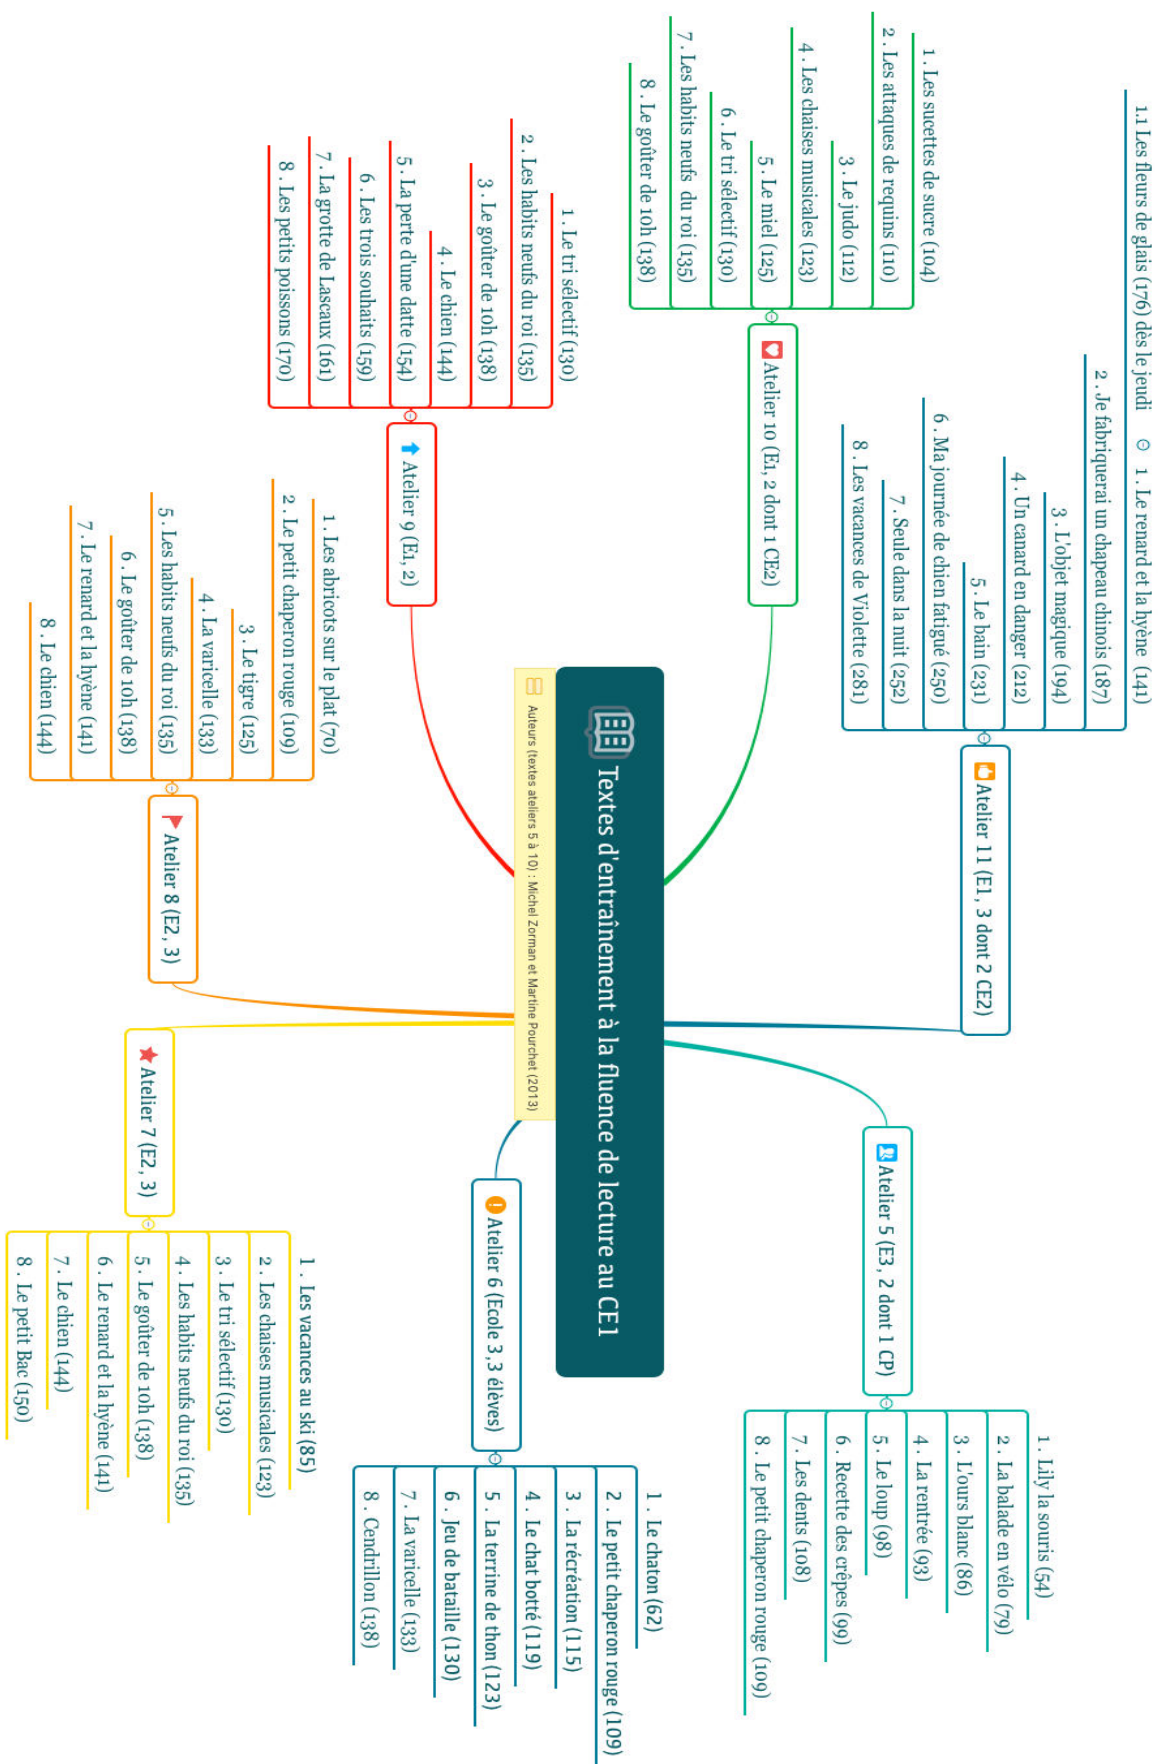 Textes d'entraînement à la fluence de lecture au CE1
Auteurs (textes ateliers 5 à 10) : Michel Zorman et Martine Pourchet (2013)
Atelier 5 (E3, 2 dont 1 CP)
1 . Lily la souris (54)
2 . La balade en vélo (79)
3 . L'ours blanc (86)
4 . La rentrée (93)
5 . Le loup (98)
6 . Recette des crêpes (99)
7 . Les dents (108)
8 . Le petit chaperon rouge (109)
Atelier 6 (Ecole 3,3 élèves)
1 . Le chaton (62)
2 . Le petit chaperon rouge (109)
3 . La récréation (115)
4 . Le chat botté (119)
5 . La terrine de thon (123)
6 . Jeu de bataille (130)
7 . La varicelle (133)
8 . Cendrillon (138)
Atelier 7 (E2, 3)
1 . Les vacances au ski (85)
2 . Les chaises musicales (123)
3 . Le tri sélectif (130)
4 . Les habits neufs du roi (135)
5 . Le goûter de 10h (138)
6 . Le renard et la hyène (141)
7 . Le chien (144)
8 . Le petit Bac (150)
Atelier 8 (E2, 3)
1 . Les abricots sur le plat (70)
2 . Le petit chaperon rouge (109)
3 . Le tigre (125)
4 . La varicelle (133)
5 . Les habits neufs du roi (135)
6 . Le goûter de 10h (138)
7 . Le renard et la hyène (141)
8 . Le chien (144)
Atelier 9 (E1, 2)
1 . Le tri sélectif (130)
2 . Les habits neufs du roi (135)
3 . Le goûter de 10h (138)
4 . Le chien (144)
5 . La perte d'une datte (154)
6 . Les trois souhaits (159)
7 . La grotte de Lascaux (161)
8 . Les petits poissons (170)
Atelier 10 (E1, 2 dont 1 CE2)
1 . Les sucettes de sucre (104)
2 . Les attaques de requins (110)
3 . Le judo (112)
4 . Les chaises musicales (123)
5 . Le miel (125)
6 . Le tri sélectif (130)
7 . Les habits neufs du roi (135)
8 . Le goûter de 10h (138)
Atelier 11 (E1, 3 dont 2 CE2)
1.1 Les fleurs de glais (176) dès le jeudi
1 . Le renard et la hyène (141)
2 . Je fabriquerai un chapeau chinois (187)
3 . L'objet magique (194)
4 . Un canard en danger (212)
5 . Le bain (231)
6 . Ma journée de chien fatigué (250)
7 . Seule dans la nuit (252)
8 . Les vacances de Violette (281)